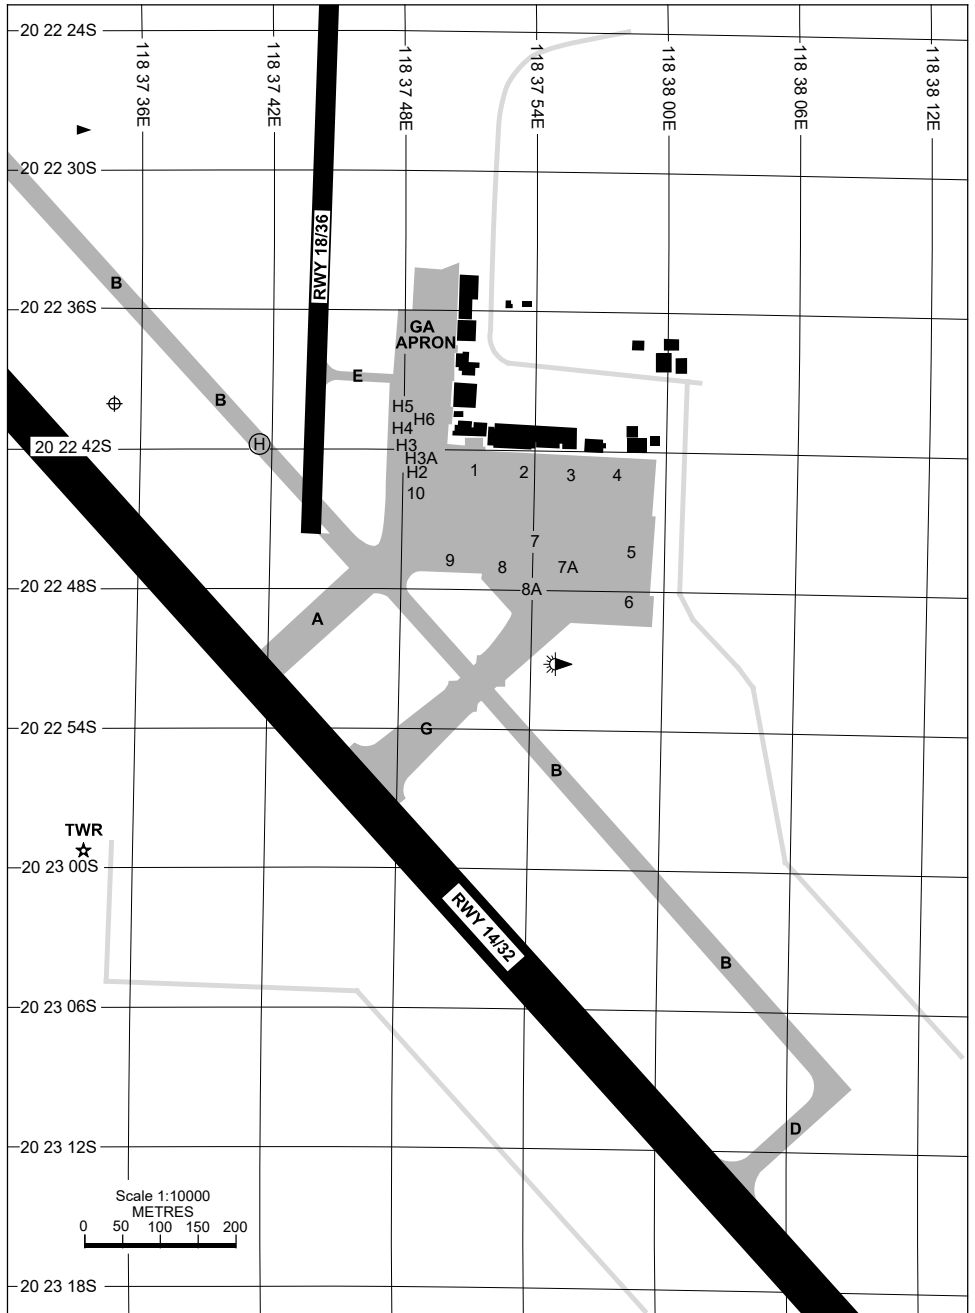 20 22 24S
118 37 36E
118 37 42E
118 37 48E
118 37 54E
118 38 00E
118 38 06E
118 38 12E
20 22 30S
RWY 18/36
B
20 22 36S
GA
APRON
E
B
H5
H6
H4
H
H3
20 22 42S
H3A
H2
1
2
3
4
10
7
5
9
8
7A
20 22 48S
8A
6
A
20 22 54S
G
B
TWR
20 23 00S
RWY 14/32
B
20 23 06S
D
20 23 12S
Scale 1:10000
METRES
0 50 100 150 200
20 23 18S